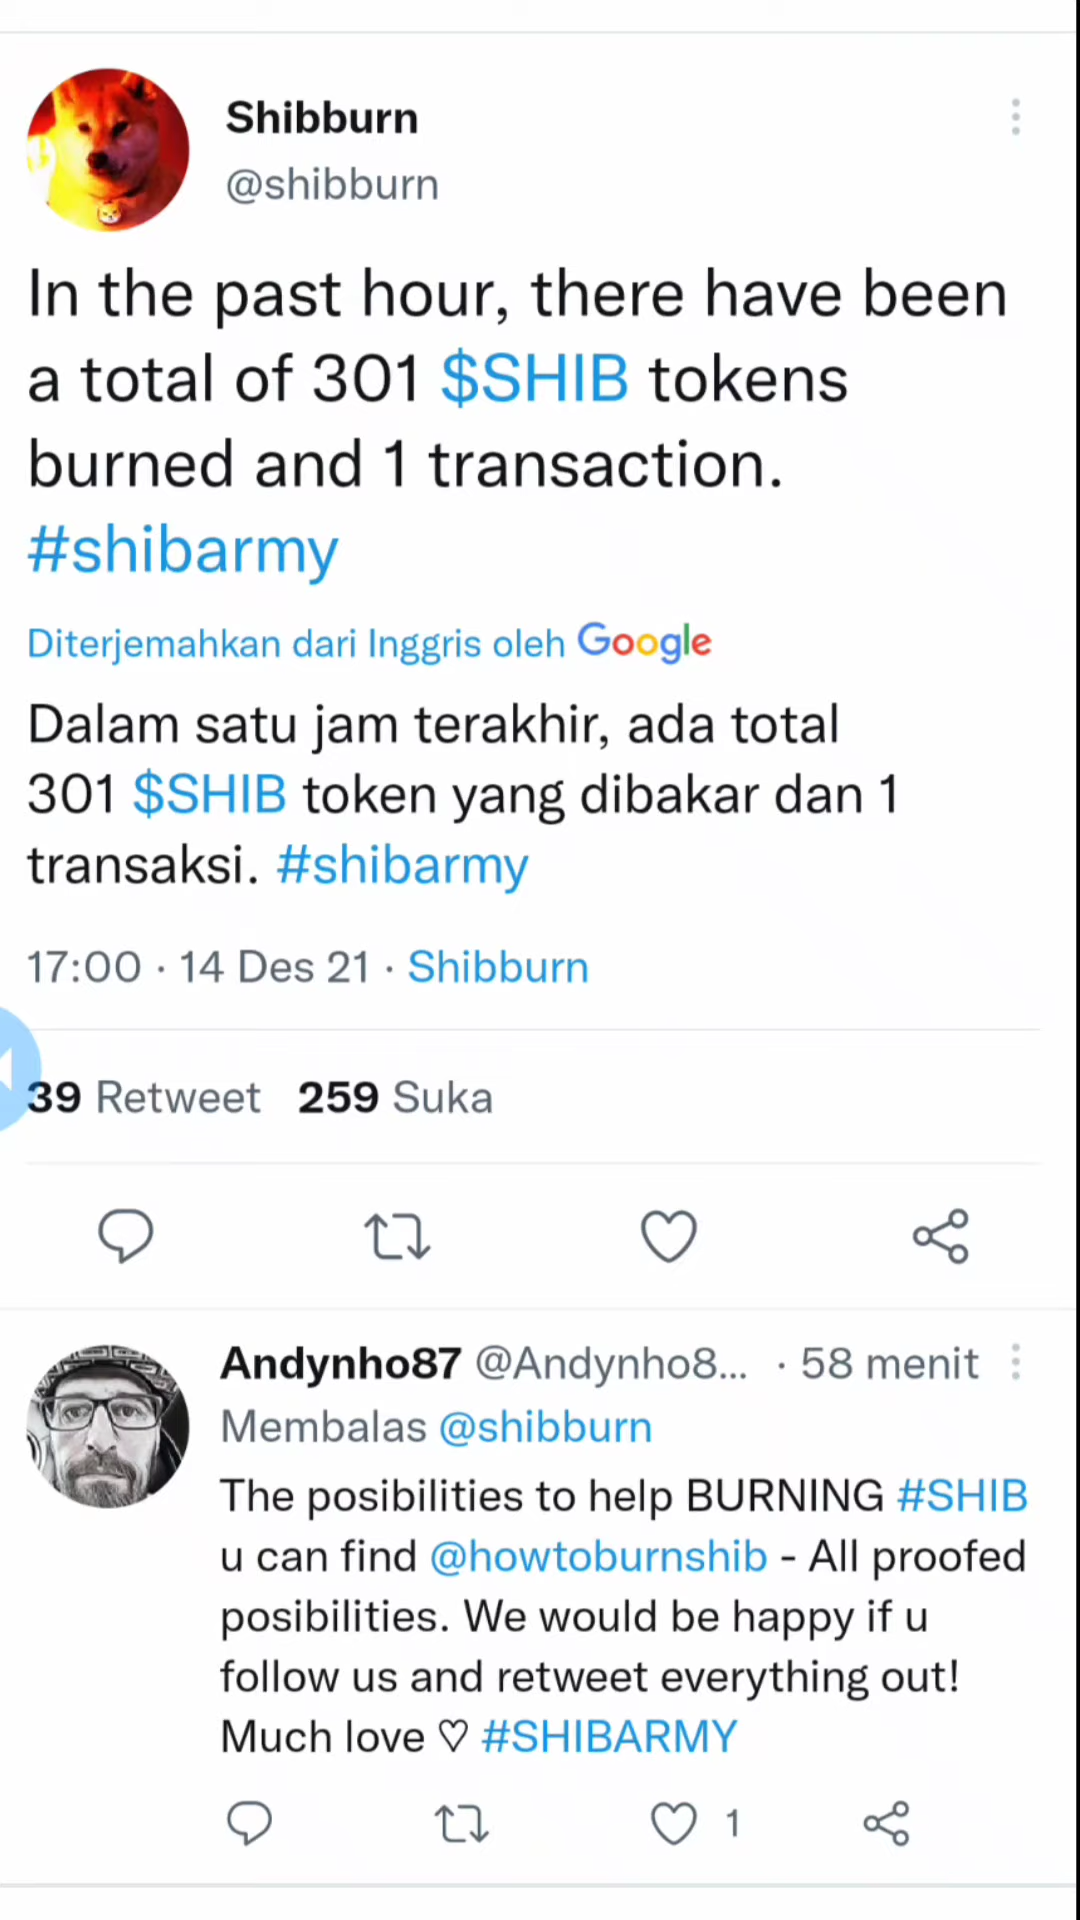 Shibburn
@shibburn
In the past hour, there have been
a total of 301 $SHIB tokens
burned and 1 transaction.
#shibarmy
Diterjemahkan dari Inggris oleh Google
Dalam satu jam terakhir, ada total
301 $SHIB token yang dibakar dan 1
transaksi. #shibarmy
17:00 · 14 Des 21 · Shibburn
39 Retweet 259 Suka
Andynho87 @Andynho8... · 58 menit
Membalas @shibburn
The posibilities to help BURNING #SHIB
u can find @howtoburnshib - All proofed
posibilities. We would be happy if u
follow us and retweet everything out!
Much love ♡ #SHIBARMY
1